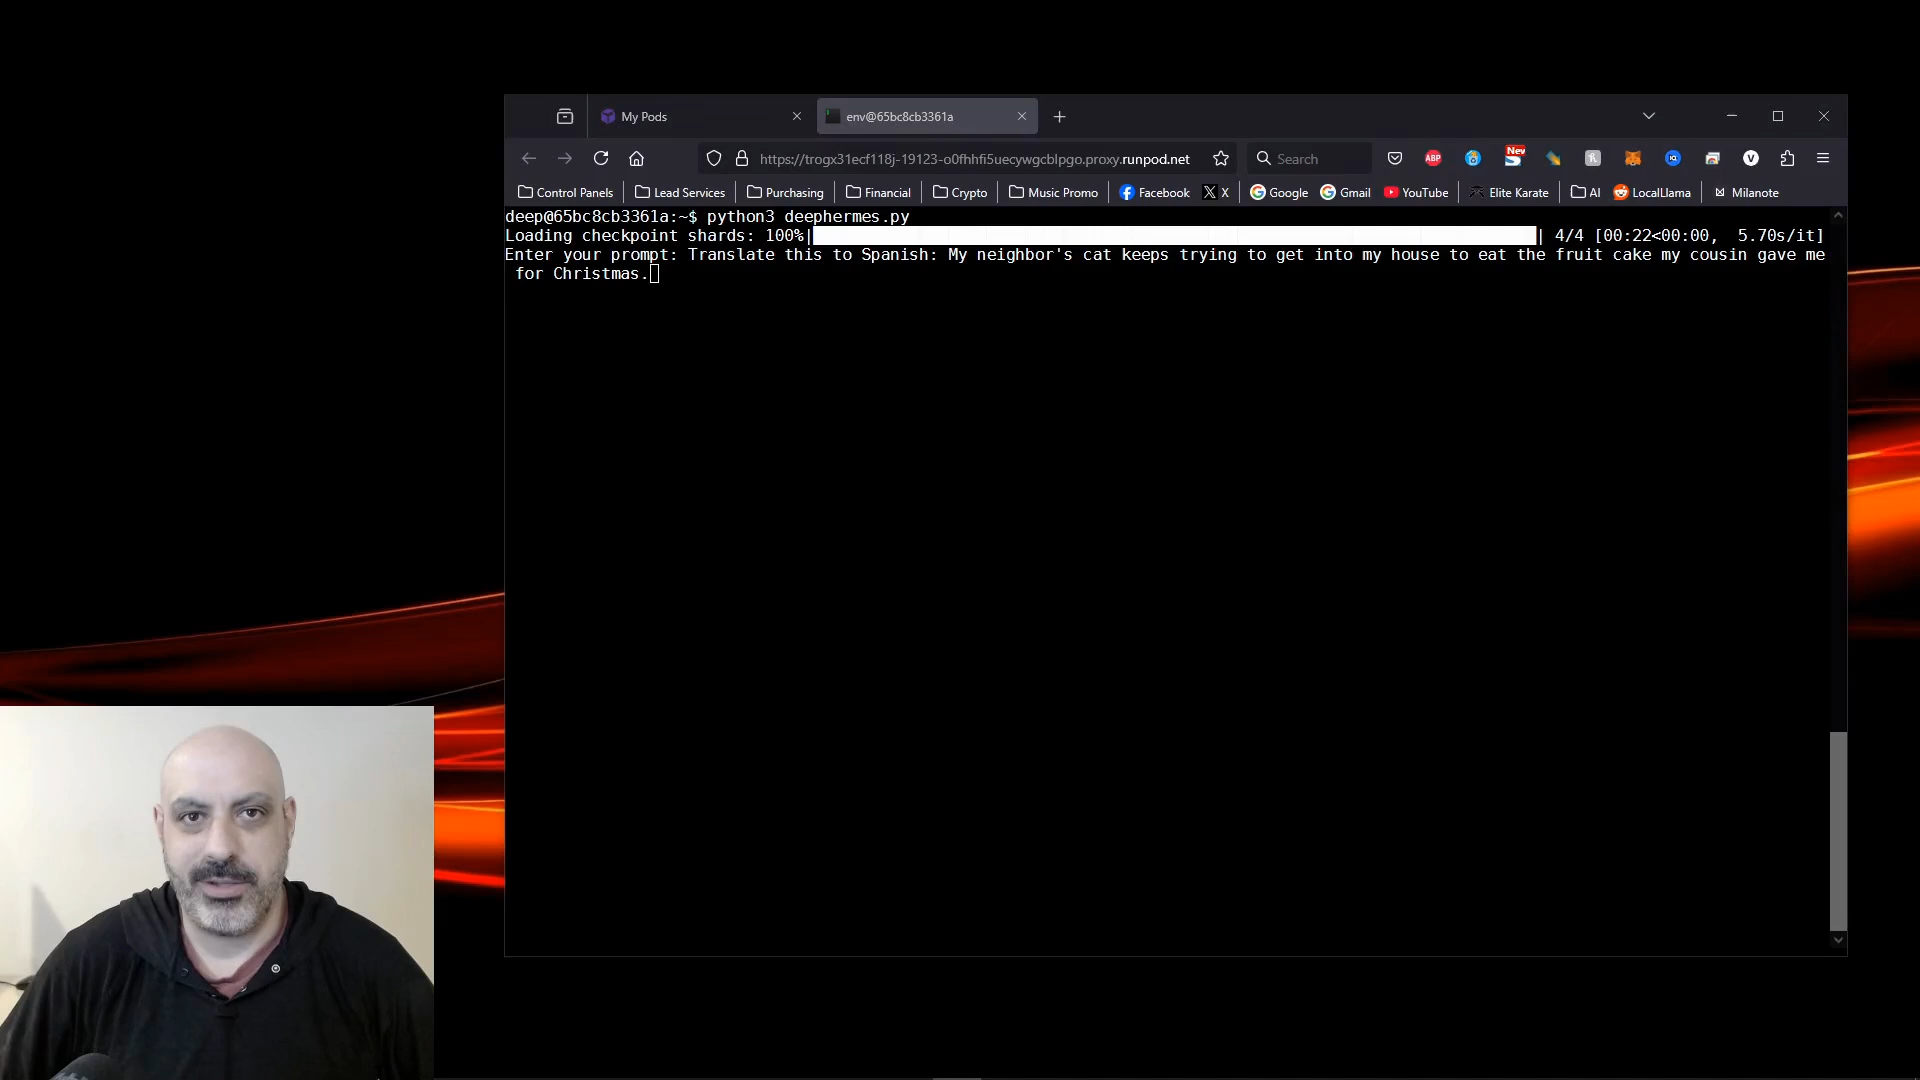 My Pods
env@65bc8cb3361a
https://trogx31ecf118j-19123-o0fhhfi5uecywgcblpgo.proxy.runpod.net
Search
ABP
New
Control Panels
Lead Services
Purchasing
Financial
Crypto
Music Promo
Facebook
X
Google
Gmail
YouTube
Elite Karate
AI
LocalLlama
Milanote
deep@65bc8cb3361a:~$ python3 deephermes.py
Loading checkpoint shards: 100%| | 4/4 [00:22<00:00, 5.70s/it]
Enter your prompt: Translate this to Spanish: My neighbor's cat keeps trying to get into my house to eat the fruit cake my cousin gave me
for Christmas.